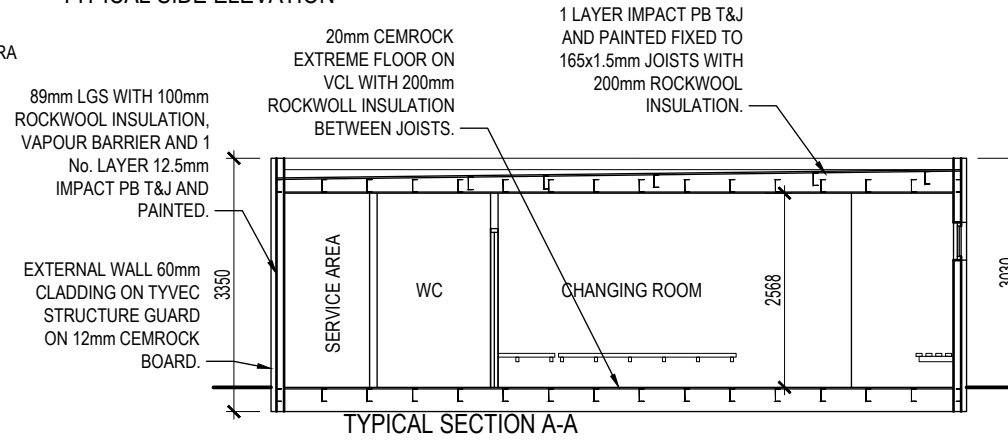 TYPICAL SIDE ELEVATION
RA
89mm LGS WITH 100mm
ROCKWOOL INSULATION,
VAPOUR BARRIER AND 1
No. LAYER 12.5mm
IMPACT PB T&J AND
PAINTED.
EXTERNAL WALL 60mm
CLADDING ON TYVEC
STRUCTURE GUARD
ON 12mm CEMROCK
BOARD.
20mm CEMROCK
EXTREME FLOOR ON
VCL WITH 200mm
ROCKWOLL INSULATION
BETWEEN JOISTS.
1 LAYER IMPACT PB T&J
AND PAINTED FIXED TO
165x1.5mm JOISTS WITH
200mm ROCKWOOL
INSULATION.
3350
SERVICE AREA
WC
CHANGING ROOM
2568
3030
TYPICAL SECTION A-A